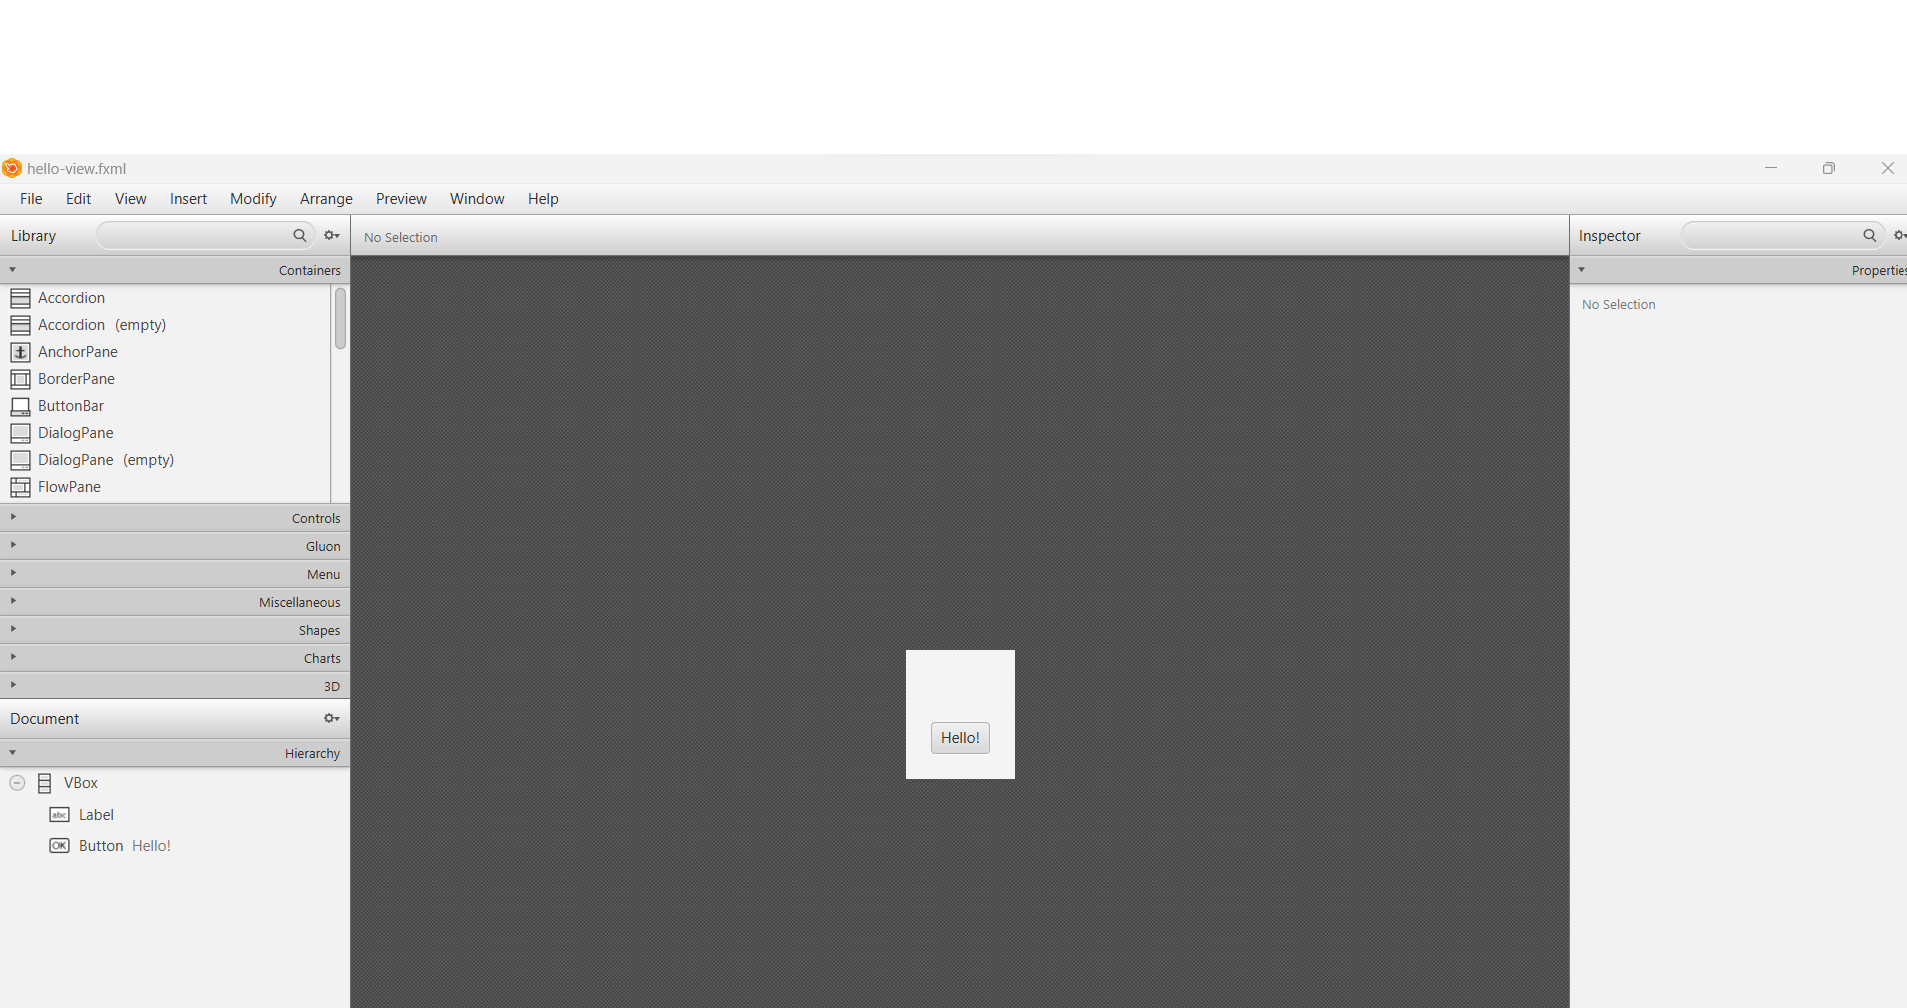 hello-view.fxml
File Edit View Insert Modify Arrange Preview Window Help
Library
No Selection
Inspector
Containers
Properties
Accordion
Accordion (empty)
AnchorPane
BorderPane
ButtonBar
DialogPane
DialogPane (empty)
FlowPane
Controls
Gluon
Menu
Miscellaneous
Shapes
Charts
3D
Document
Hierarchy
VBox
abc Label
OK Button Hello!
Hello!
No Selection